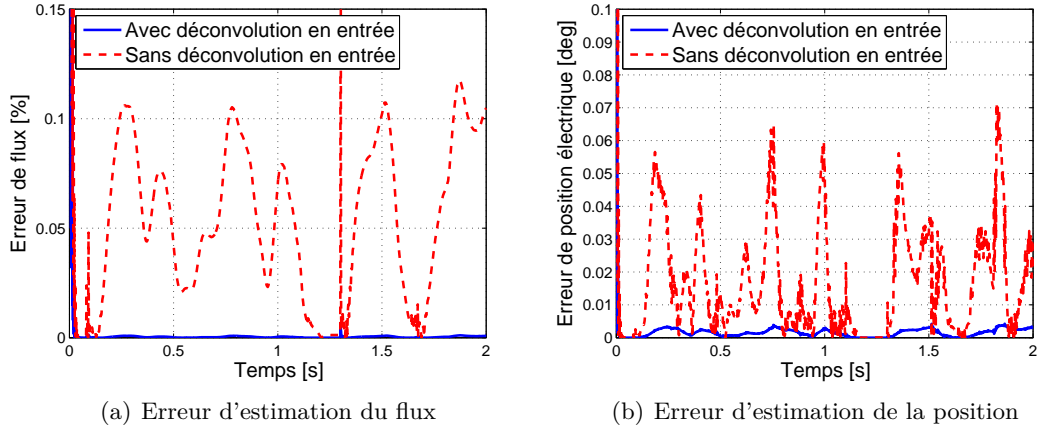 0.15
0.1
0.05
0
0
0.5
1
1.5
2
Erreur de flux [%]
Temps [s]
Avec déconvolution en entrée
Sans déconvolution en entrée
(a) Erreur d'estimation du flux
0.1
0.09
0.08
0.07
0.06
0.05
0.04
0.03
0.02
0.01
0
0
0.5
1
1.5
2
Erreur de position électrique [deg]
Temps [s]
Avec déconvolution en entrée
Sans déconvolution en entrée
(b) Erreur d'estimation de la position